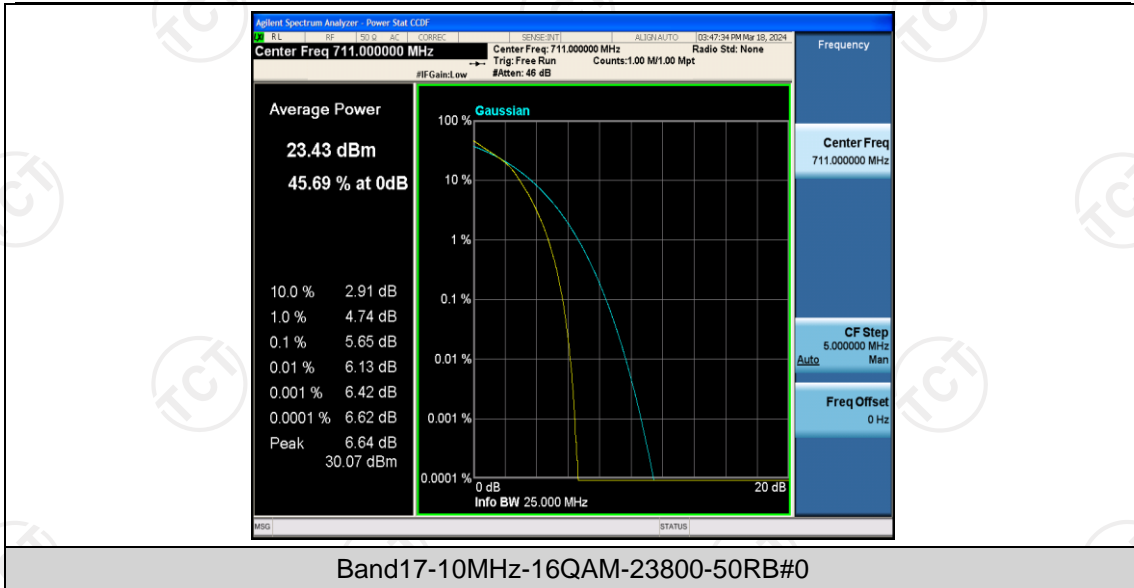 Agilent Spectrum Analyzer - Power Stat CCDF
LXI RL RF 50 Ω AC CORREC SENSE:INT ALIGN AUTO 03:47:34 PM Mar 18, 2024
Center Freq 711.000000 MHz
Center Freq: 711.000000 MHz Radio Std: None
Trig: Free Run Counts:1.00 M/1.00 Mpt
#IFGain:Low #Atten: 46 dB
Frequency
Average Power
23.43 dBm
45.69 % at 0dB
10.0 % 2.91 dB
1.0 % 4.74 dB
0.1 % 5.65 dB
0.01 % 6.13 dB
0.001 % 6.42 dB
0.0001 % 6.62 dB
Peak 6.64 dB
30.07 dBm
Gaussian
100 %
10 %
1 %
0.1 %
0.01 %
0.001 %
0.0001 %
0 dB 20 dB
Info BW 25.000 MHz
Center Freq
711.000000 MHz
CF Step
5.000000 MHz
Auto Man
Freq Offset
0 Hz
MSG STATUS
Band17-10MHz-16QAM-23800-50RB#0
TCT
TCT
TCT
TCT